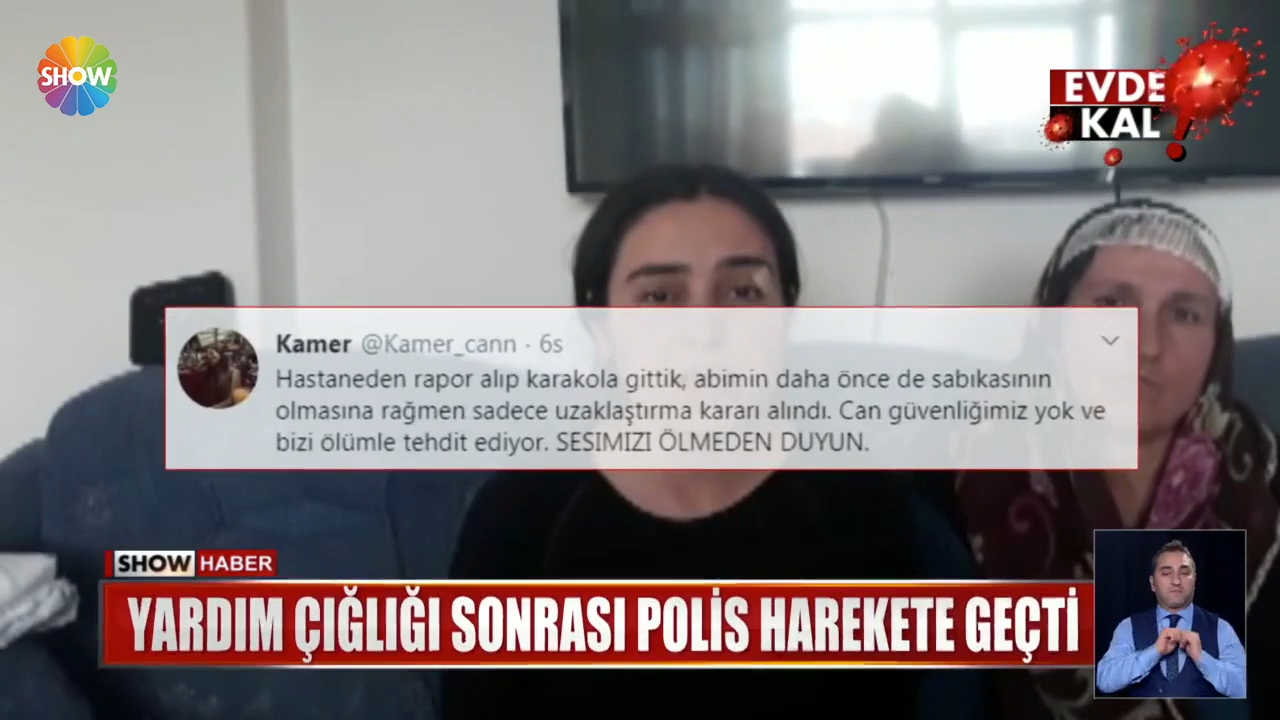 SHOW
EVDE
KAL !
Kamer @Kamer_cann · 6s
Hastaneden rapor alıp karakola gittik, abimin daha önce de sabıkasının
olmasına rağmen sadece uzaklaştırma kararı alındı. Can güvenliğimiz yok ve
bizi ölümle tehdit ediyor. SESIMIZI ÖLMEDEN DUYUN.
SHOW HABER
YARDIM ÇIĞLIĞI SONRASI POLİS HAREKETE GEÇTİ